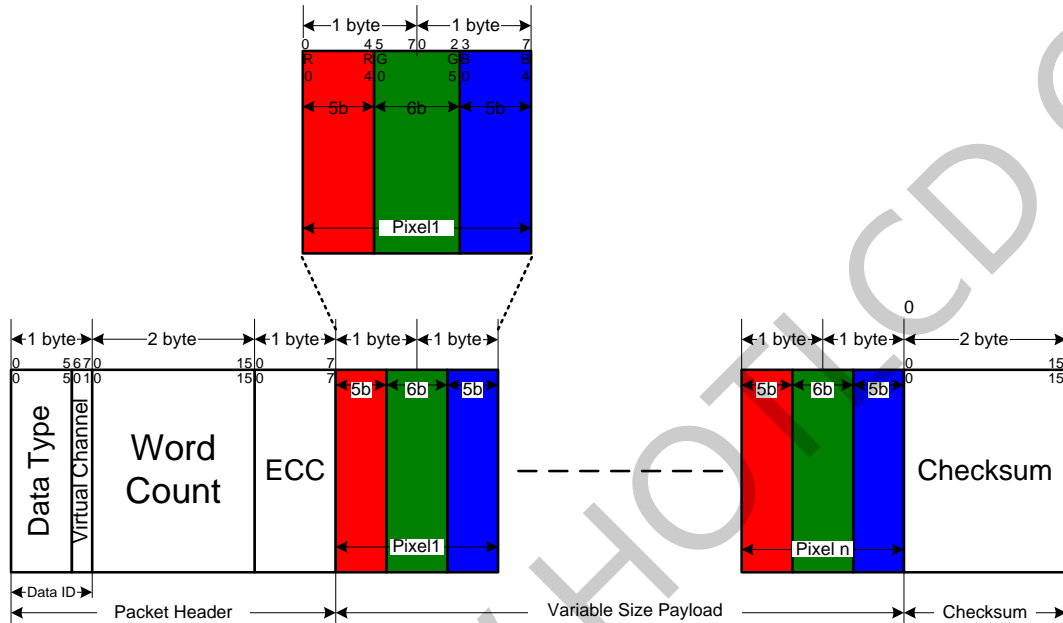 1 byte 1 byte
0 4 5 7 0 2 3 7
R R G G B B
0 4 0 5 0 4
5b 6b 5b
Pixel1
0
1 byte 2 byte 1 byte 1 byte 1 byte 1 byte 1 byte 2 byte
0 5 6 7 0 15 0 7 0 15
0 5 0 1 0 15 0 7 0 15
5b 6b 5b 5b 6b 5b
Data Type
Virtual Channel
Word
Count
ECC
Checksum
Pixel1
Pixel n
Data ID
Packet Header Variable Size Payload Checksum
HOTLCD